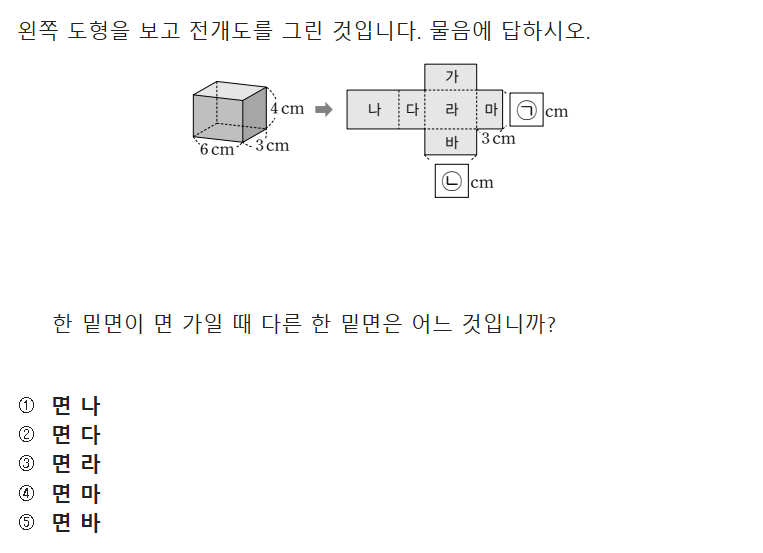 왼쪽 도형을 보고 전개도를 그린 것입니다. 물음에 답하시오.
가
4 cm
나 다 라 마 ㉠ cm
바 3 cm
6 cm 3 cm
㉡ cm
한 밑면이 면 가일 때 다른 한 밑면은 어느 것입니까?
① 면 나
② 면 다
③ 면 라
④ 면 마
⑤ 면 바